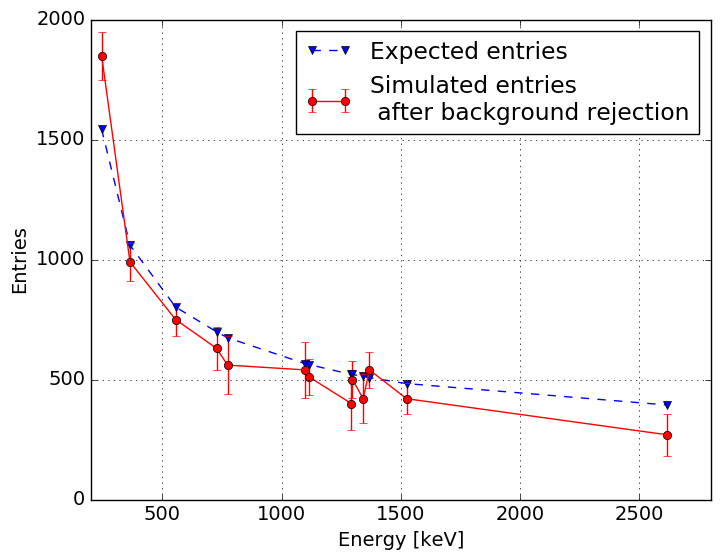 2000
1500
1000
500
0
Entries
Expected entries
Simulated entries
after background rejection
500
1000
1500
2000
2500
Energy [keV]